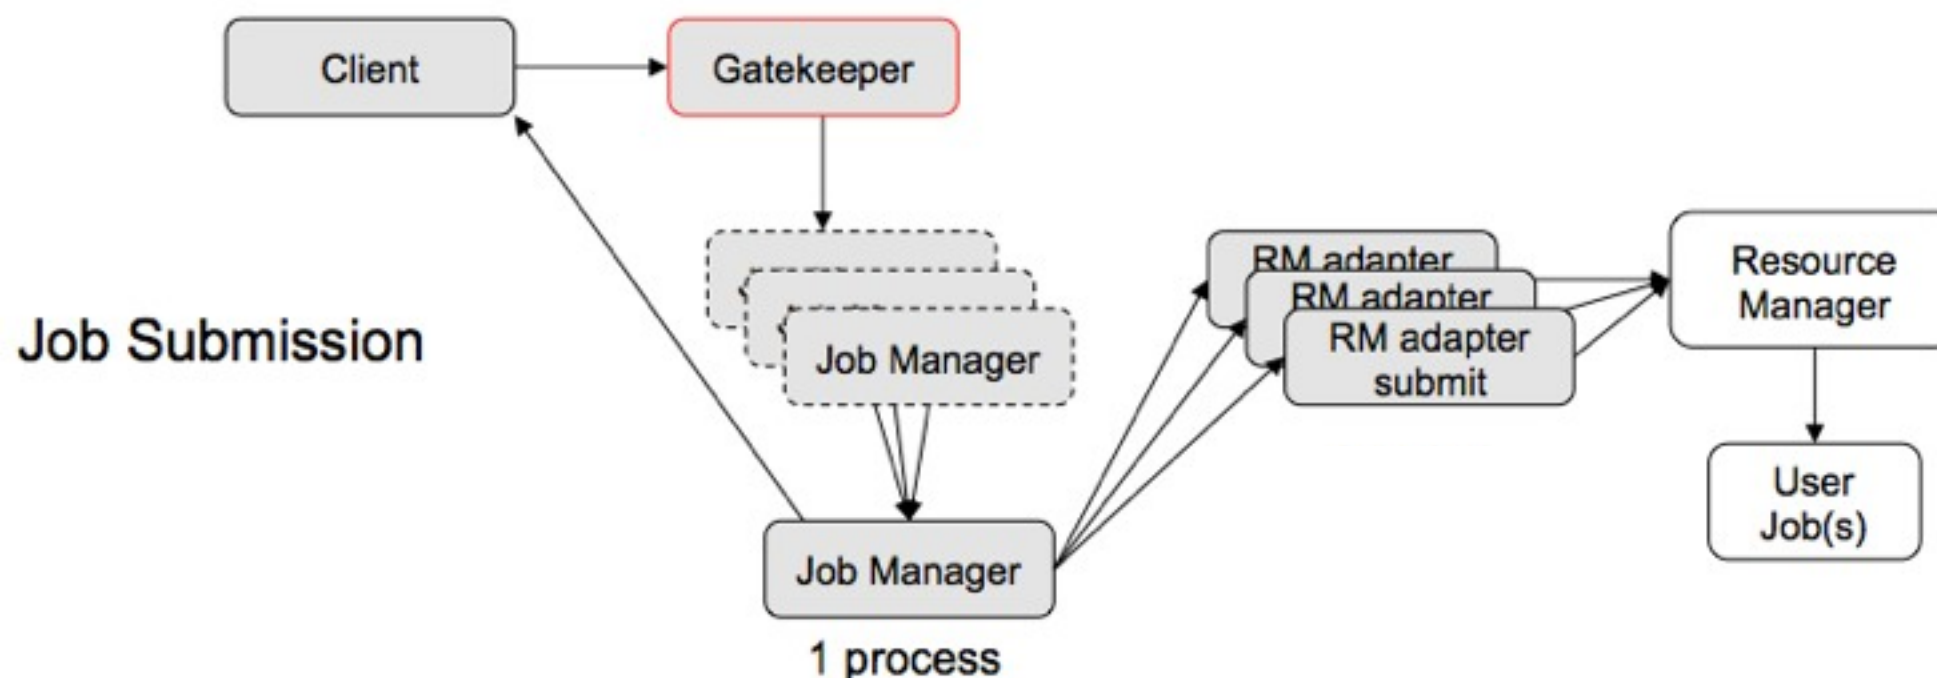 Client
Gatekeeper
RM adapter
RM adapter
RM adapter
submit
Resource
Manager
Job Submission
Job Manager
User
Job(s)
Job Manager
1 process